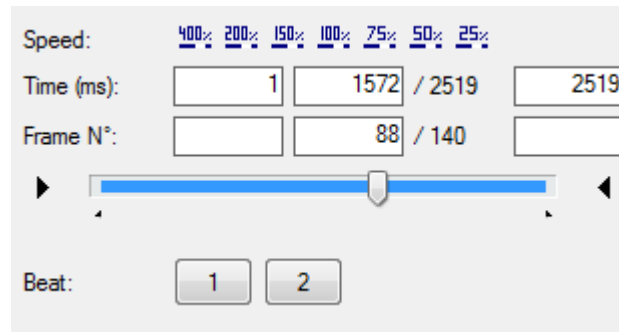 Speed: 400% 200% 150% 100% 75% 50% 25%
Time (ms): 1 1572 / 2519 2519
Frame N°: 88 / 140
Beat: 1 2